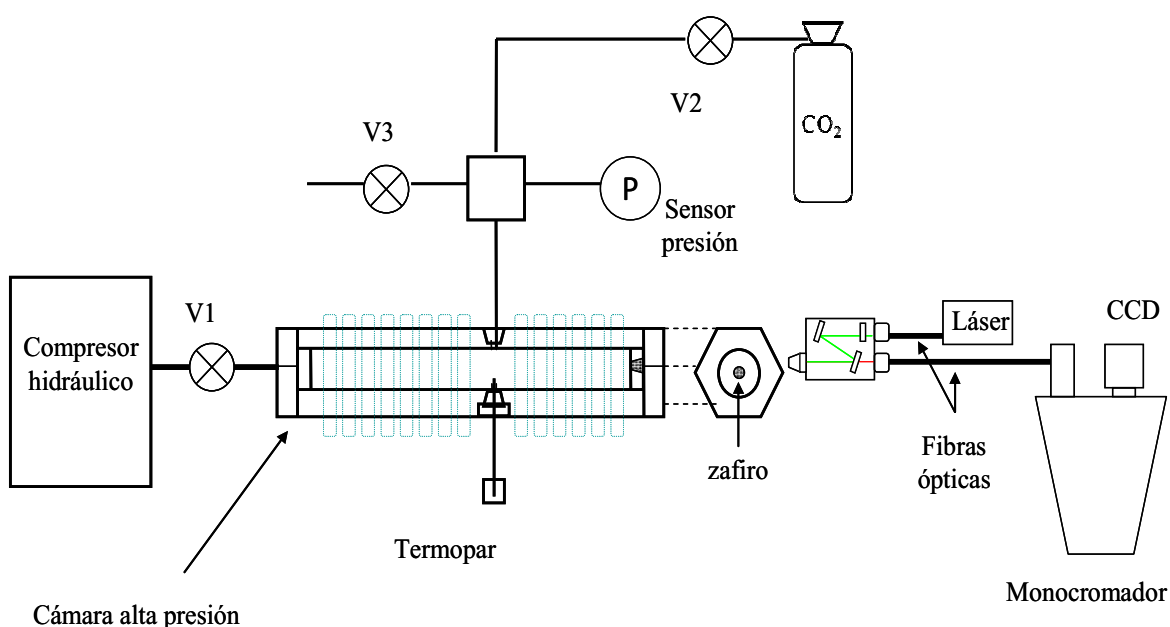 V2
CO2
V3
P
Sensor
presión
V1
Compresor
hidráulico
Láser
CCD
zafiro
Fibras
ópticas
Termopar
Monocromador
Cámara alta presión